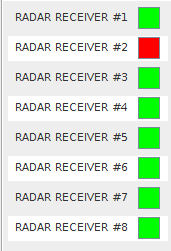 RADAR RECEIVER #1
RADAR RECEIVER #2
RADAR RECEIVER #3
RADAR RECEIVER #4
RADAR RECEIVER #5
RADAR RECEIVER #6
RADAR RECEIVER #7
RADAR RECEIVER #8